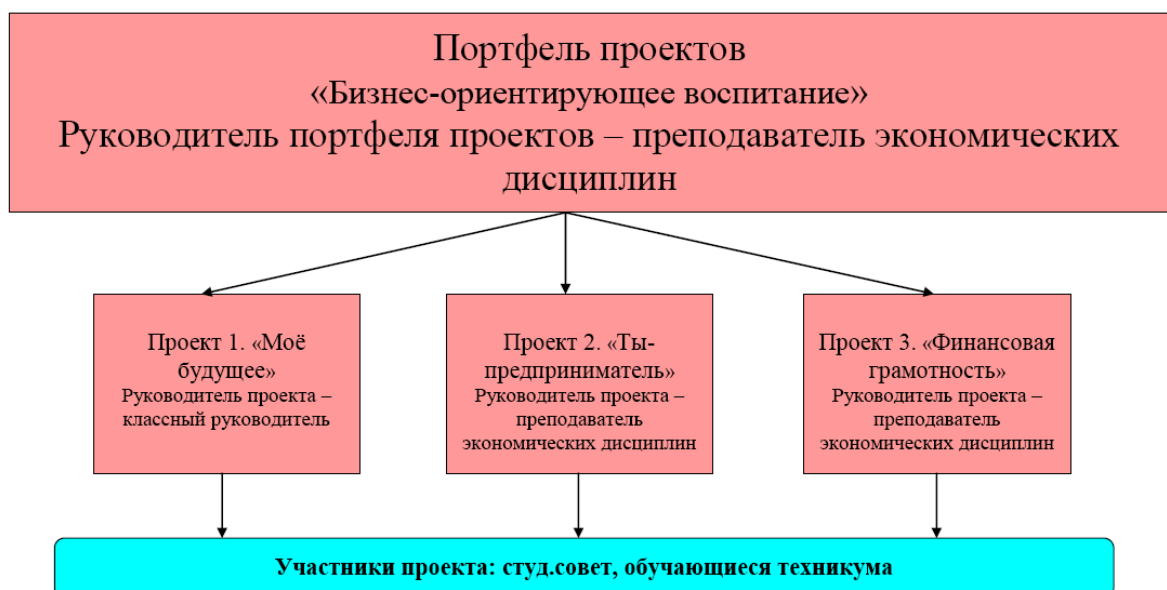 Портфель проектов
«Бизнес-ориентирующее воспитание»
Руководитель портфеля проектов – преподаватель экономических
дисциплин
Проект 1. «Моё
будущее»
Руководитель проекта –
классный руководитель
Проект 2. «Ты-
предприниматель»
Руководитель проекта –
преподаватель
экономических дисциплин
Проект 3. «Финансовая
грамотность»
Руководитель проекта –
преподаватель
экономических дисциплин
Участники проекта: студ.совет, обучающиеся техникума